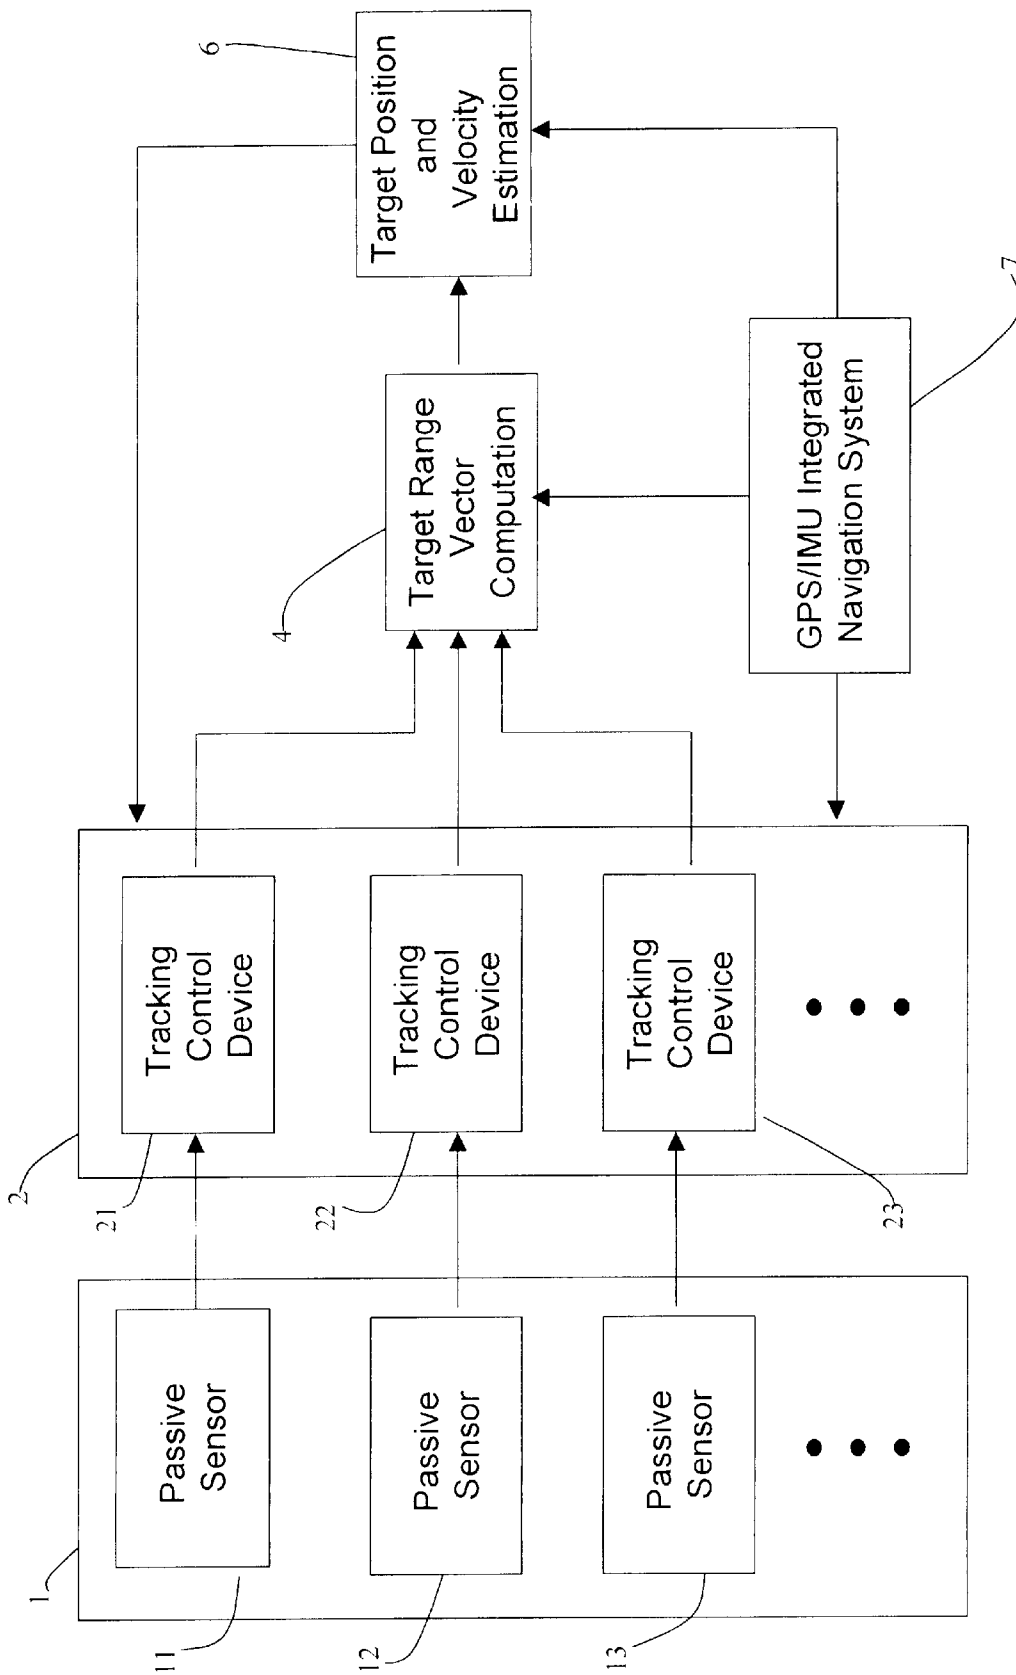 1
2
11
Passive
Sensor
12
Passive
Sensor
13
Passive
Sensor
21
Tracking
Control
Device
22
Tracking
Control
Device
23
Tracking
Control
Device
4
Target Range
Vector
Computation
6
Target Position
and
Velocity
Estimation
GPS/IMU Integrated
Navigation System
7